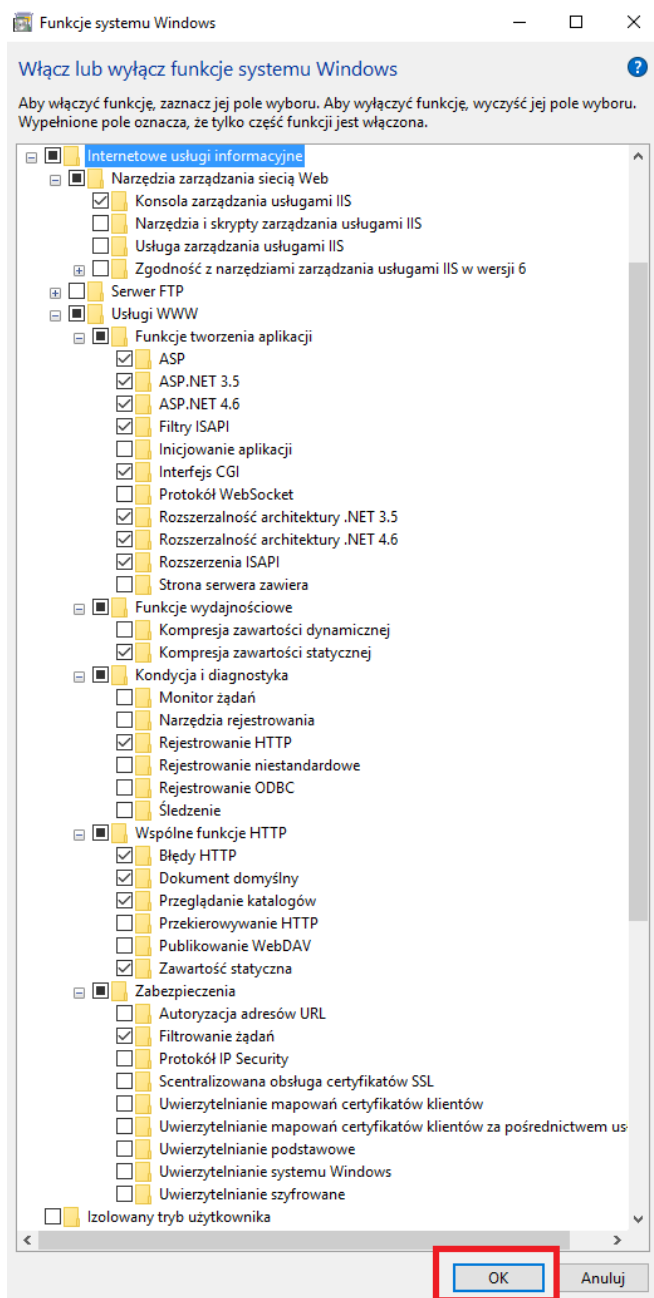 Funkcje systemu Windows
Włącz lub wyłącz funkcje systemu Windows
Aby włączyć funkcję, zaznacz jej pole wyboru. Aby wyłączyć funkcję, wyczyść jej pole wyboru.
Wypełnione pole oznacza, że tylko część funkcji jest włączona.
Internetowe usługi informacyjne
Narzędzia zarządzania siecią Web
Konsola zarządzania usługami IIS
Narzędzia i skrypty zarządzania usługami IIS
Usługa zarządzania usługami IIS
Zgodność z narzędziami zarządzania usługami IIS w wersji 6
Serwer FTP
Usługi WWW
Funkcje tworzenia aplikacji
ASP
ASP.NET 3.5
ASP.NET 4.6
Filtry ISAPI
Inicjowanie aplikacji
Interfejs CGI
Protokół WebSocket
Rozszerzalność architektury .NET 3.5
Rozszerzalność architektury .NET 4.6
Rozszerzenia ISAPI
Strona serwera zawiera
Funkcje wydajnościowe
Kompresja zawartości dynamicznej
Kompresja zawartości statycznej
Kondycja i diagnostyka
Monitor żądań
Narzędzia rejestrowania
Rejestrowanie HTTP
Rejestrowanie niestandardowe
Rejestrowanie ODBC
Śledzenie
Wspólne funkcje HTTP
Błędy HTTP
Dokument domyślny
Przeglądanie katalogów
Przekierowywanie HTTP
Publikowanie WebDAV
Zawartość statyczna
Zabezpieczenia
Autoryzacja adresów URL
Filtrowanie żądań
Protokół IP Security
Scentralizowana obsługa certyfikatów SSL
Uwierzytelnianie mapowań certyfikatów klientów
Uwierzytelnianie mapowań certyfikatów klientów za pośrednictwem us
Uwierzytelnianie podstawowe
Uwierzytelnianie systemu Windows
Uwierzytelnianie szyfrowane
Izolowany tryb użytkownika
OK Anuluj